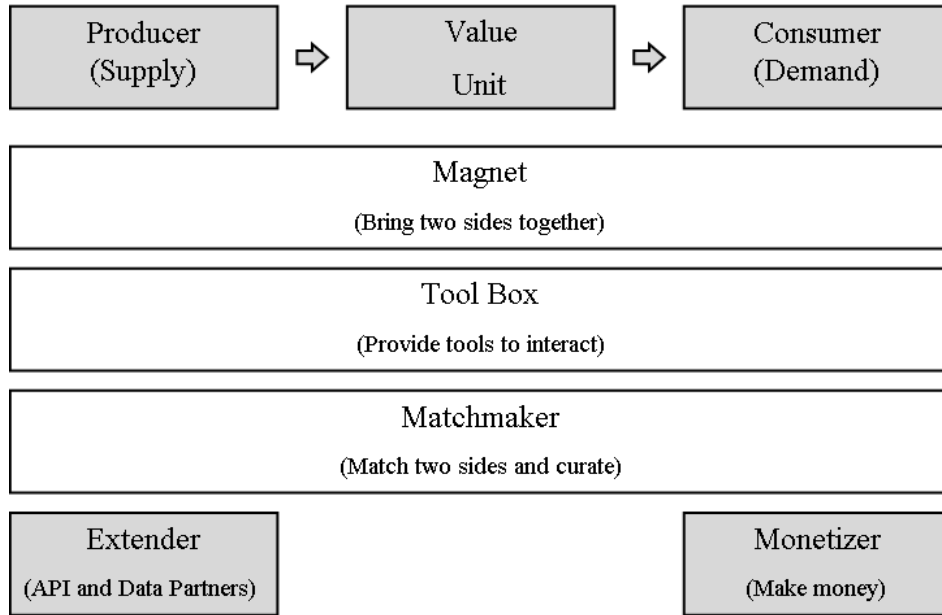 Producer
(Supply)
Value
Unit
Consumer
(Demand)
Magnet
(Bring two sides together)
Tool Box
(Provide tools to interact)
Matchmaker
(Match two sides and curate)
Extender
(API and Data Partners)
Monetizer
(Make money)